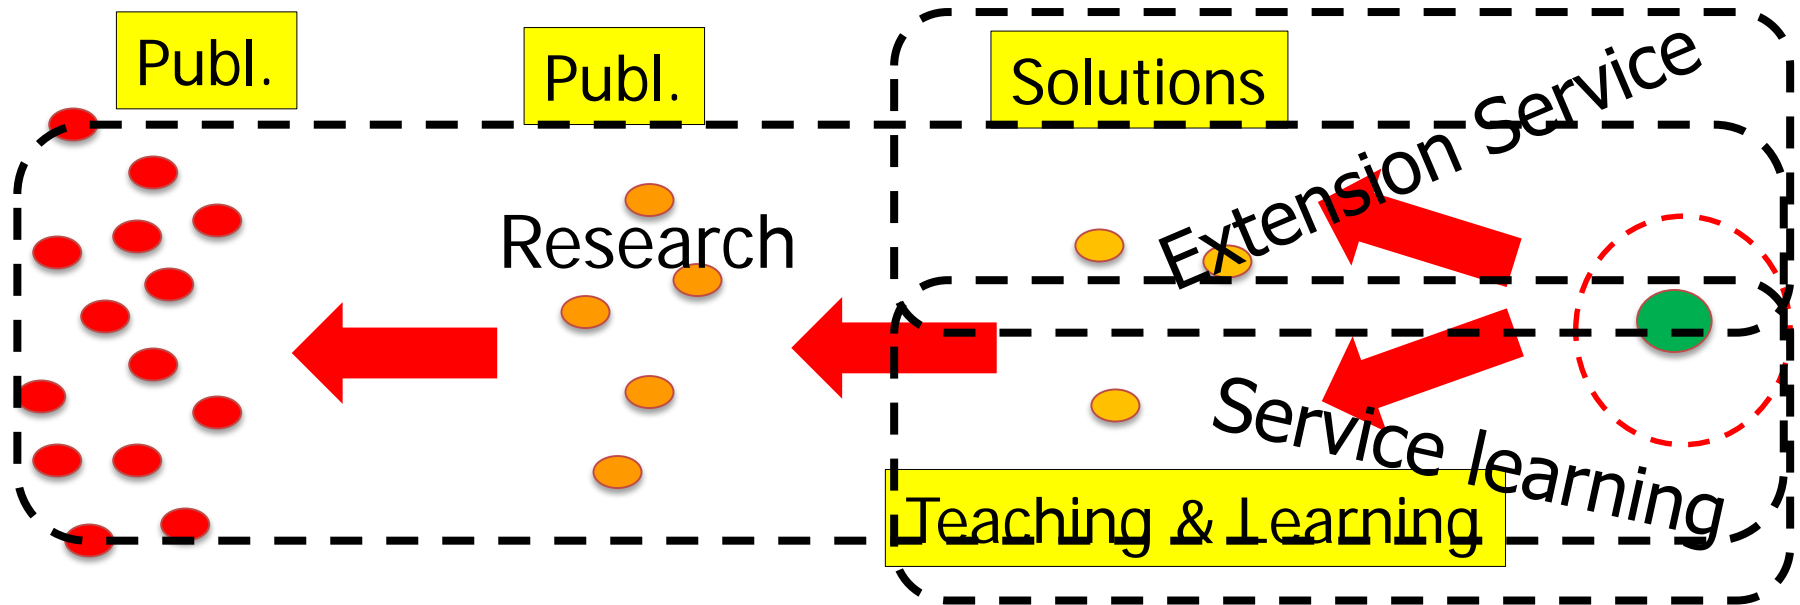 Publ.
Publ.
Solutions
Extension Service
Research
Service learning
Teaching & Learning